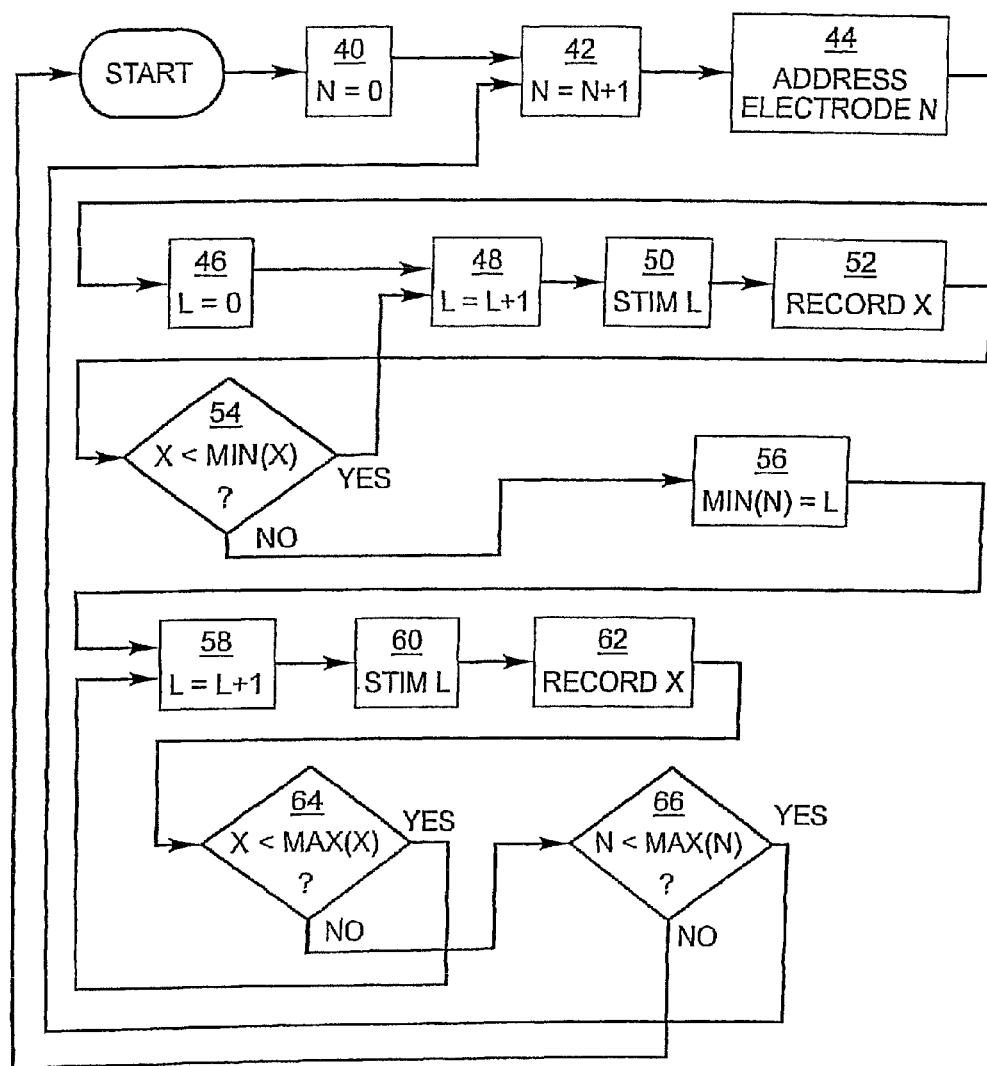 START
40
N = 0
42
N = N+1
44
ADDRESS
ELECTRODE N
46
L = 0
48
L = L+1
50
STIM L
52
RECORD X
54
X < MIN(X)
?
YES
NO
56
MIN(N) = L
58
L = L+1
60
STIM L
62
RECORD X
64
X < MAX(X)
?
YES
NO
66
N < MAX(N)
?
YES
NO